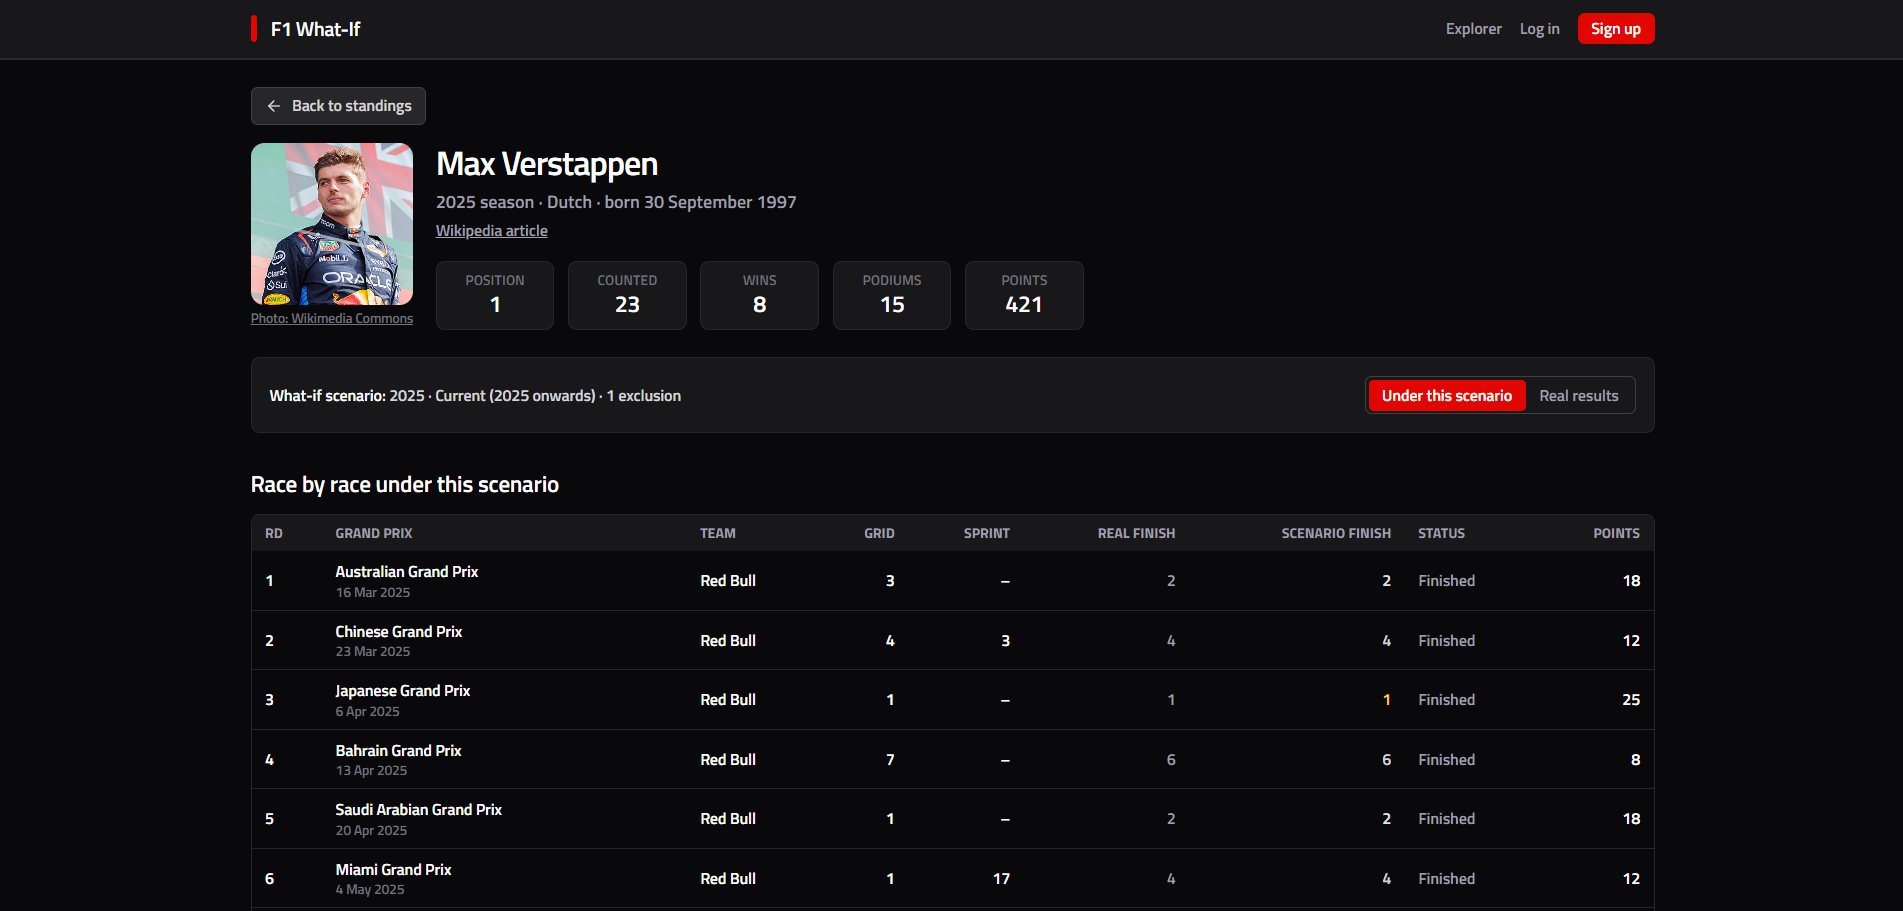 F1 What-If
Explorer Log in Sign up
← Back to standings
Max Verstappen
2025 season · Dutch · born 30 September 1997
Wikipedia article
POSITION COUNTED WINS PODIUMS POINTS
1 23 8 15 421
Mobil 1
ORACLE
Photo: Wikimedia Commons
What-if scenario: 2025 · Current (2025 onwards) · 1 exclusion
Under this scenario Real results
Race by race under this scenario
RD GRAND PRIX TEAM GRID SPRINT REAL FINISH SCENARIO FINISH STATUS POINTS
1 Australian Grand Prix Red Bull 3 – 2 2 Finished 18
16 Mar 2025
2 Chinese Grand Prix Red Bull 4 3 4 4 Finished 12
23 Mar 2025
3 Japanese Grand Prix Red Bull 1 – 1 1 Finished 25
6 Apr 2025
4 Bahrain Grand Prix Red Bull 7 – 6 6 Finished 8
13 Apr 2025
5 Saudi Arabian Grand Prix Red Bull 1 – 2 2 Finished 18
20 Apr 2025
6 Miami Grand Prix Red Bull 1 17 4 4 Finished 12
4 May 2025